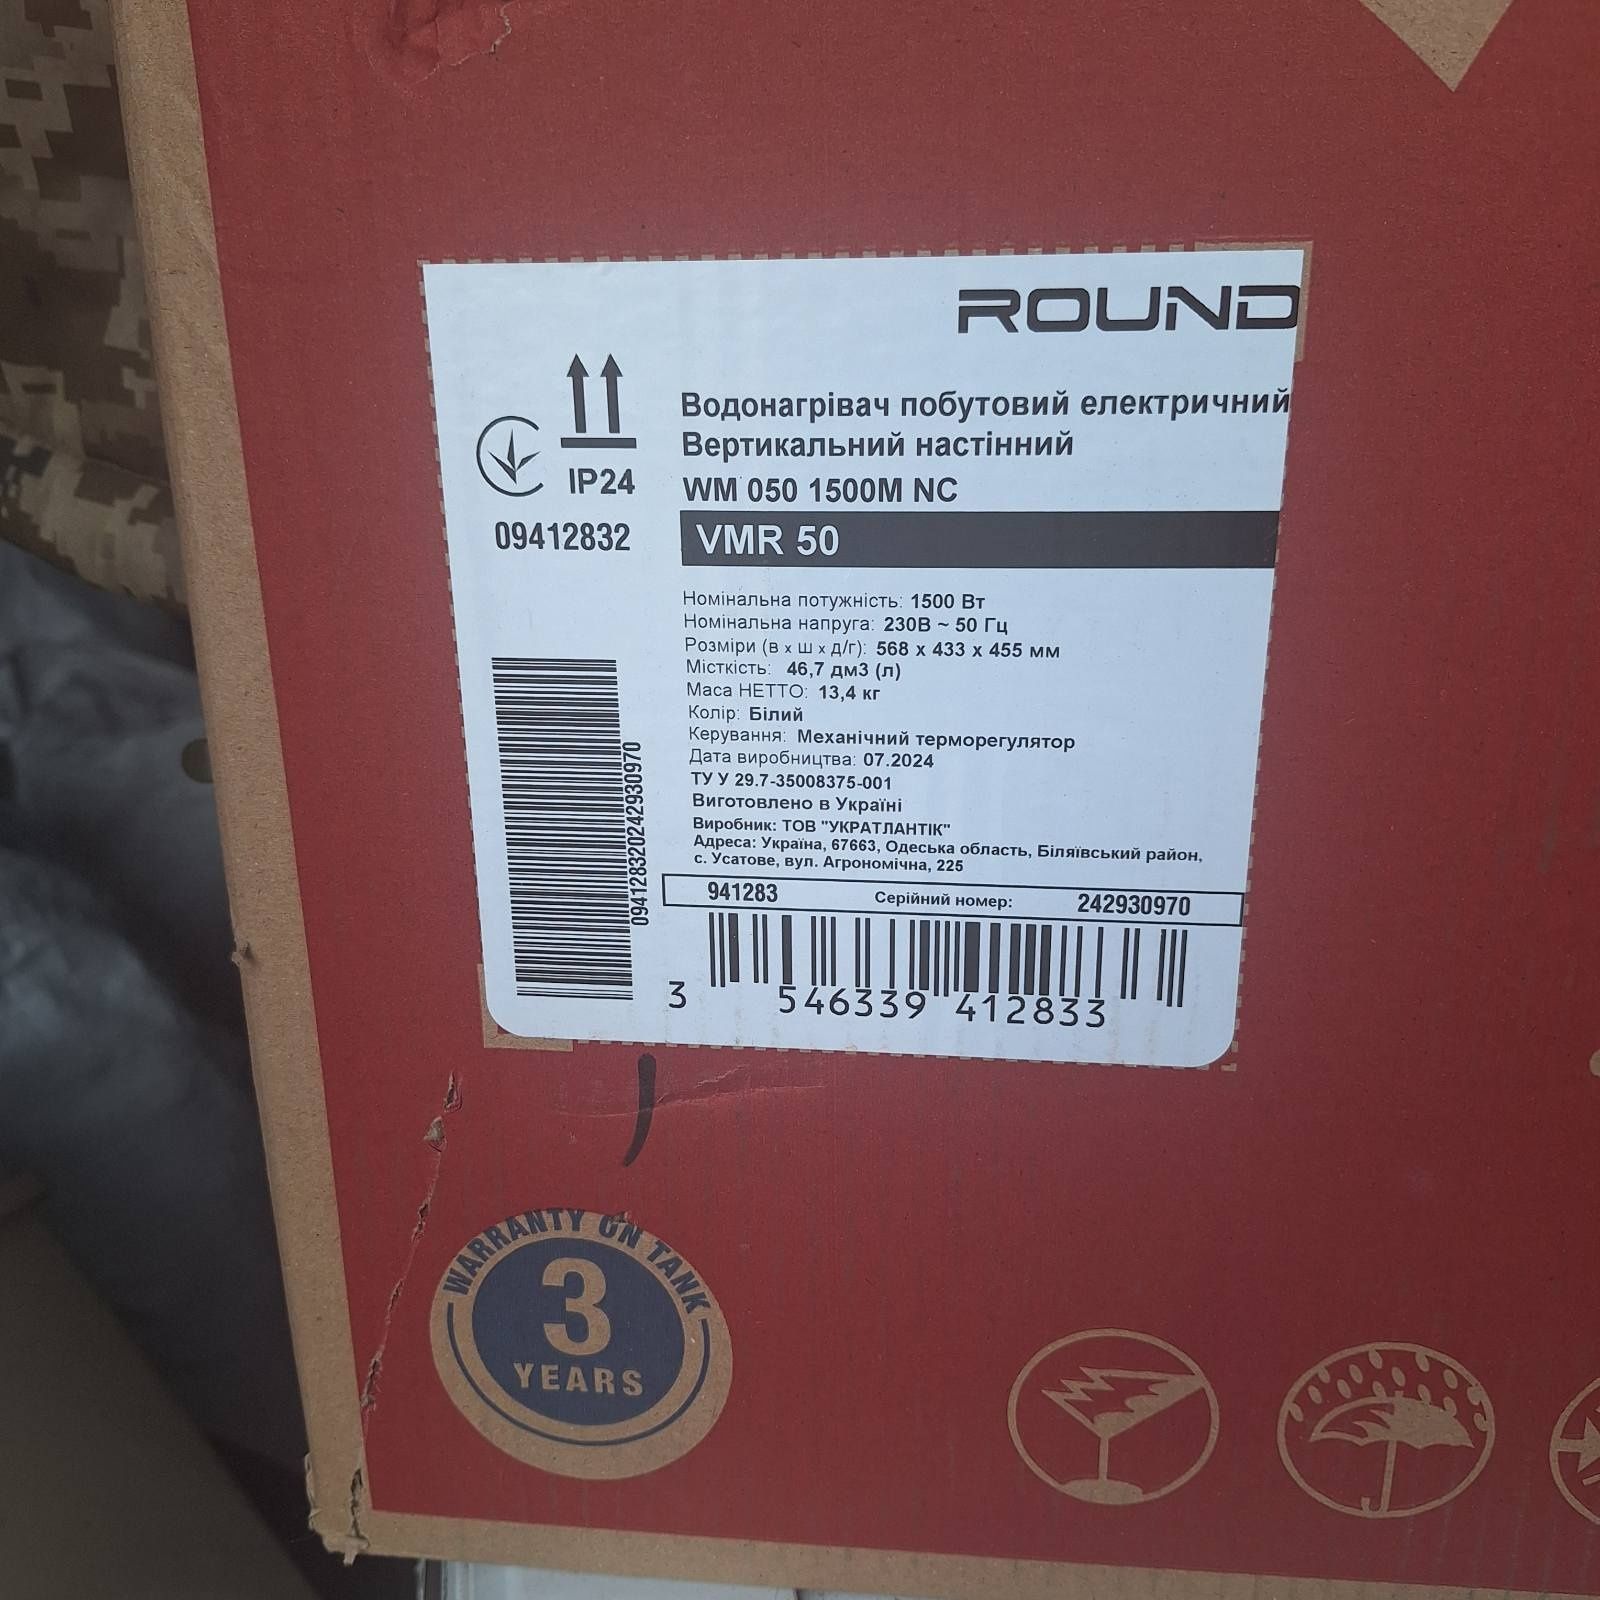 ROUND
Водонагрівач побутовий електричний
Вертикальний настінний
WM 050 1500M NC
VMR 50
IP24
09412832
Номінальна потужність: 1500 Вт
Номінальна напруга: 230В ~ 50 Гц
Розміри (в х ш х д/г): 568 х 433 х 455 мм
Місткість: 46,7 дм3 (л)
Маса НЕТТО: 13,4 кг
Колір: Білий
Керування: Механічний терморегулятор
Дата виробництва: 07.2024
ТУ У 29.7-35008375-001
Виготовлено в Україні
Виробник: ТОВ "УКРАТЛАНТІК"
Адреса: Україна, 67663, Одеська область, Біляївський район,
с. Усатове, вул. Агрономічна, 225
0941283202429309​70
941283 Серійний номер: 242930970
3 546339 412833
WARRANTY ON TANK
3
YEARS